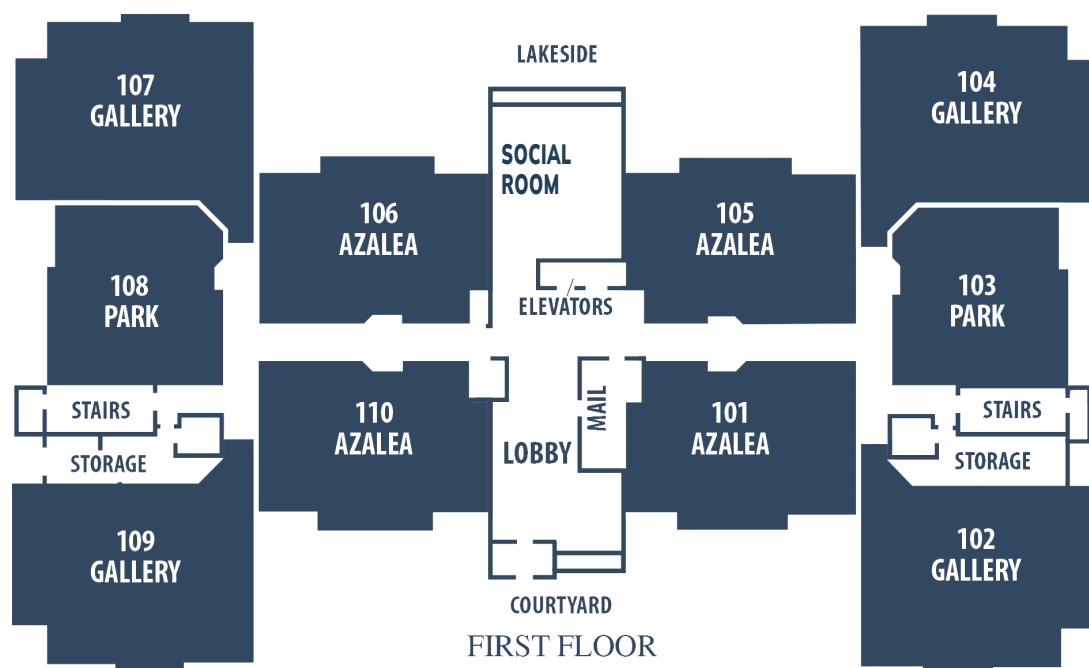 LAKESIDE
107
GALLERY
104
GALLERY
SOCIAL
ROOM
106
AZALEA
105
AZALEA
108
PARK
ELEVATORS
103
PARK
STAIRS
110
AZALEA
MAIL
101
AZALEA
STAIRS
STORAGE
LOBBY
STORAGE
109
GALLERY
102
GALLERY
COURTYARD
FIRST FLOOR